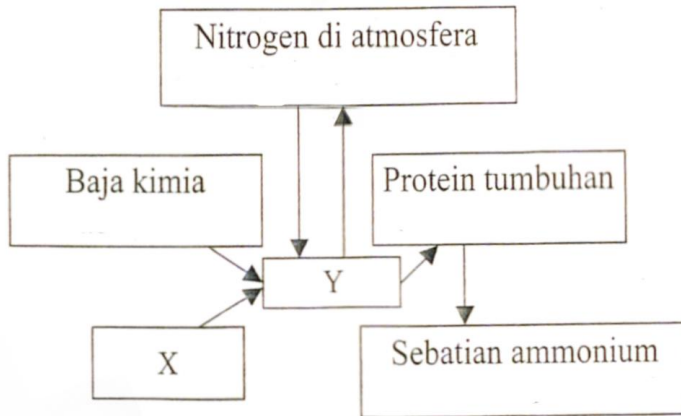 Nitrogen di atmosfera
Baja kimia
Protein tumbuhan
Y
X
Sebatian ammonium